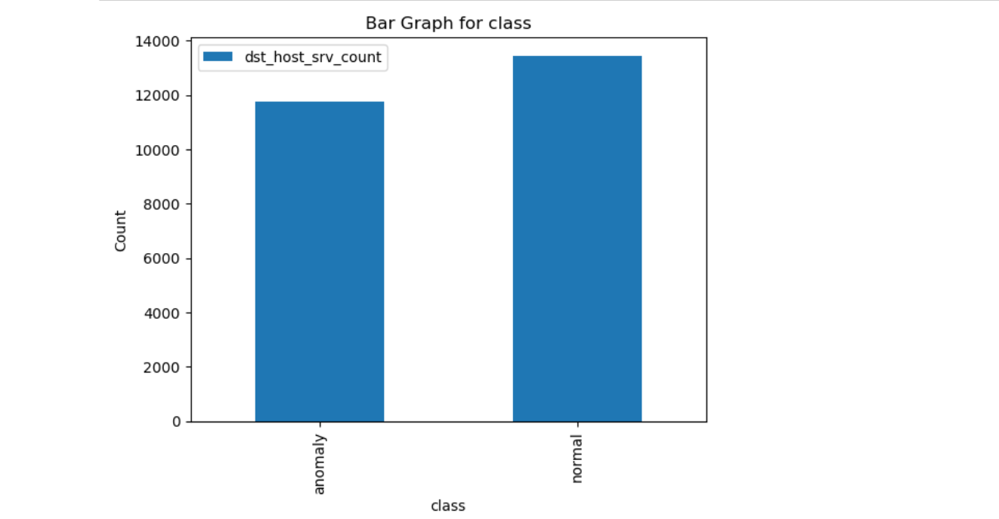 Bar Graph for class
dst_host_srv_count
14000
12000
10000
8000
6000
4000
2000
0
Count
anomaly
normal
class